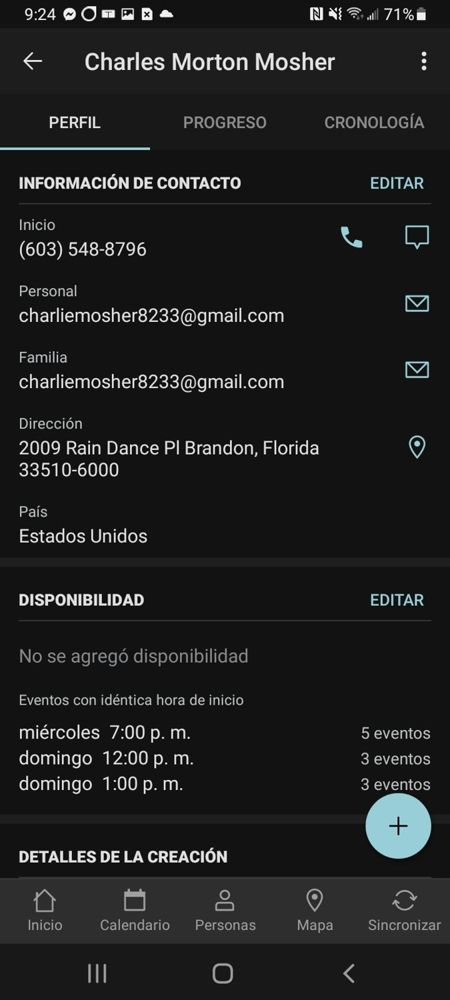 9:24
71%
Charles Morton Mosher
PERFIL
PROGRESO
CRONOLOGÍA
INFORMACIÓN DE CONTACTO
EDITAR
Inicio
(603) 548-8796
Personal
charliemosher8233@gmail.com
Familia
charliemosher8233@gmail.com
Dirección
2009 Rain Dance Pl Brandon, Florida
33510-6000
País
Estados Unidos
DISPONIBILIDAD
EDITAR
No se agregó disponibilidad
Eventos con idéntica hora de inicio
miércoles 7:00 p. m.
5 eventos
domingo 12:00 p. m.
3 eventos
domingo 1:00 p. m.
3 eventos
DETALLES DE LA CREACIÓN
Inicio
Calendario
Personas
Mapa
Sincronizar